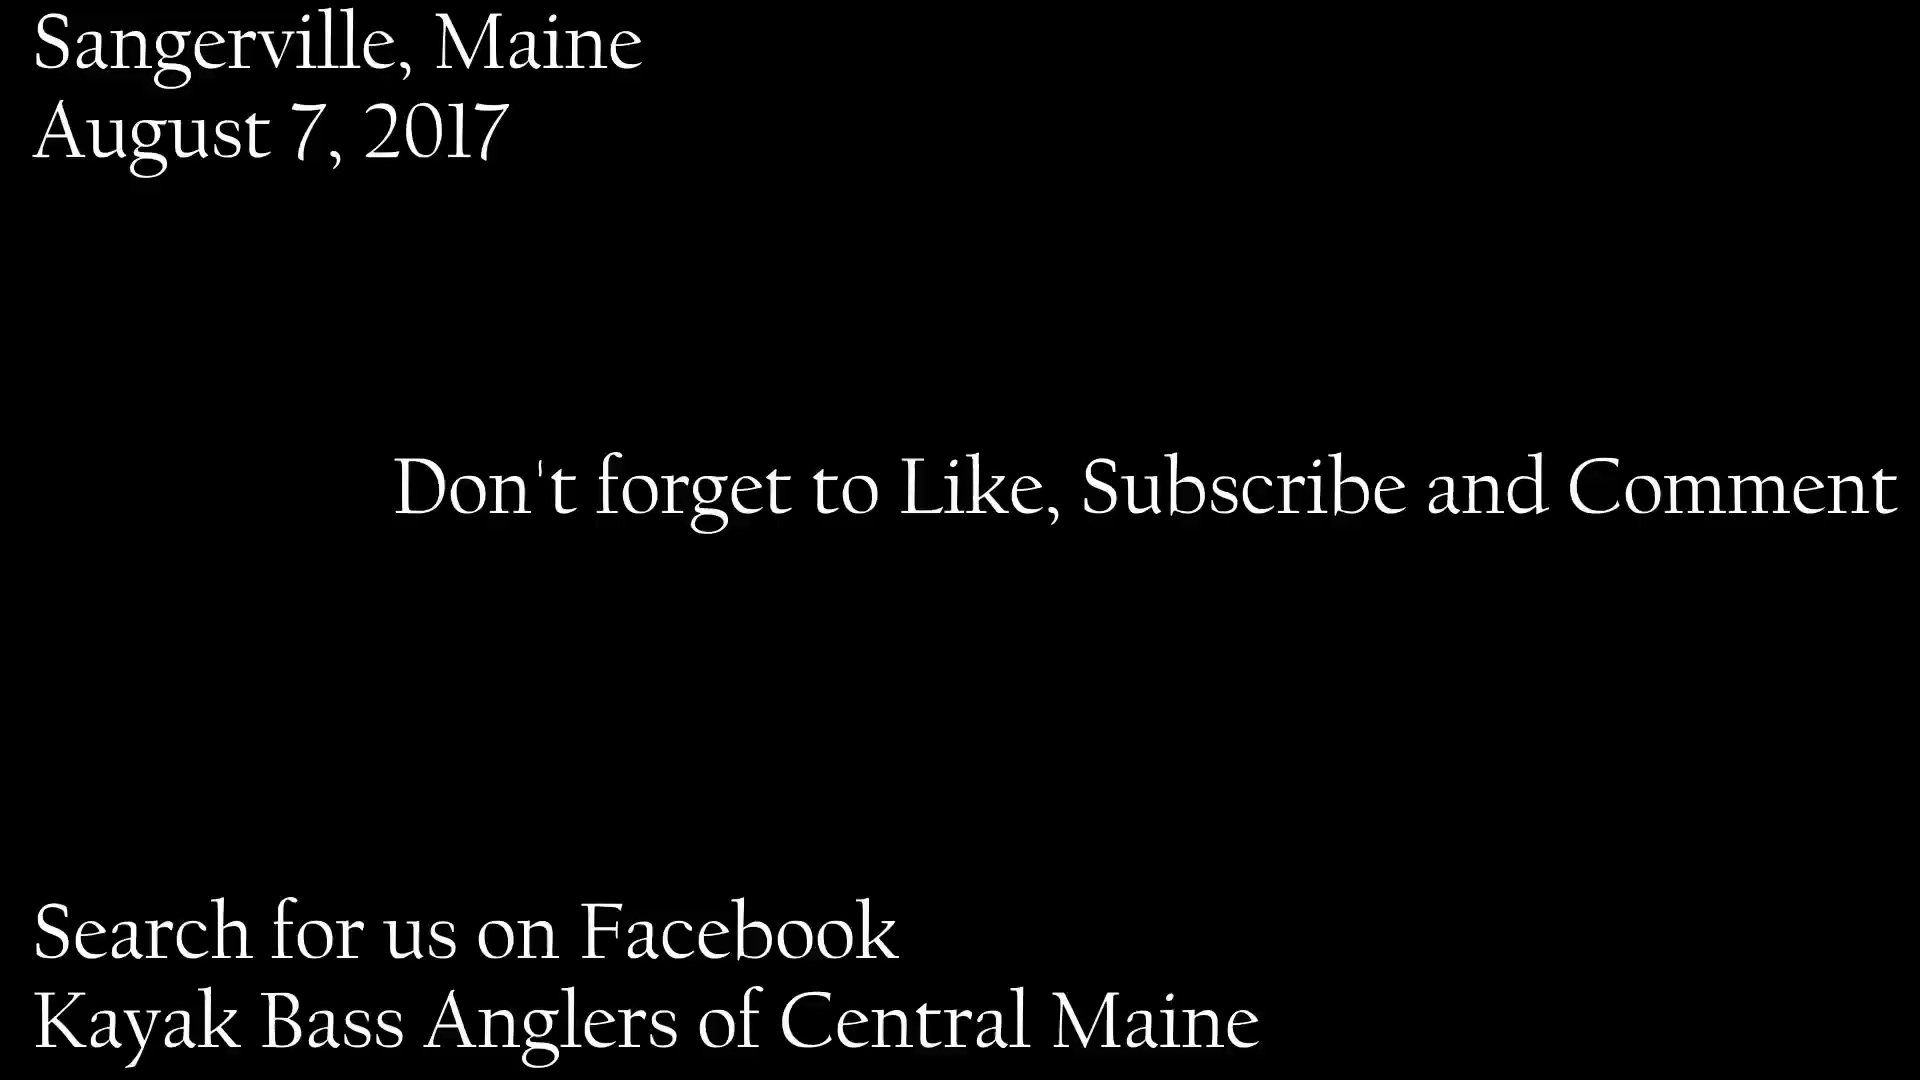 Sangerville, Maine
August 7, 2017
Don't forget to Like, Subscribe and Comment
Search for us on Facebook
Kayak Bass Anglers of Central Maine